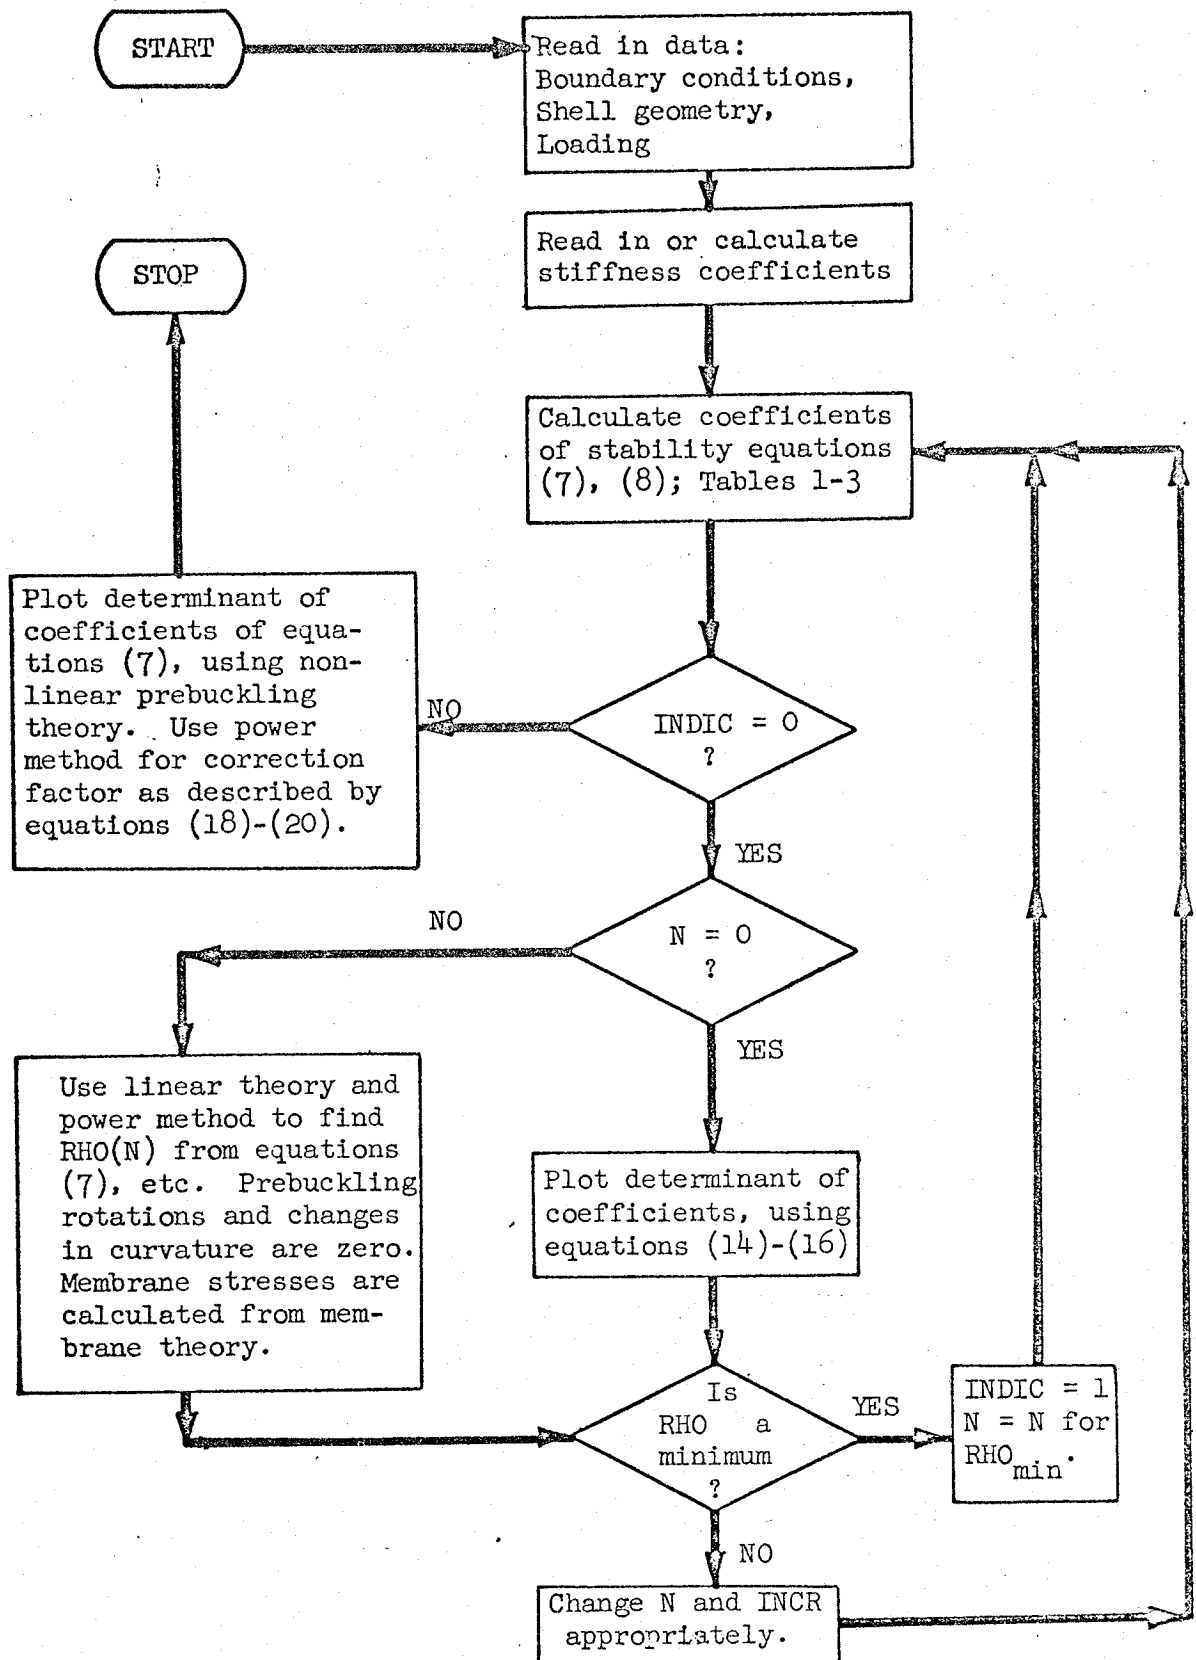 START
Read in data:
Boundary conditions,
Shell geometry,
Loading
Read in or calculate
stiffness coefficients
STOP
Calculate coefficients
of stability equations
(7), (8); Tables 1-3
Plot determinant of
coefficients of equa-
tions (7), using non-
linear prebuckling
theory. Use power
method for correction
factor as described by
equations (18)-(20).
NO
INDIC = 0
?
YES
NO
N = 0
?
YES
Use linear theory and
power method to find
RHO(N) from equations
(7), etc. Prebuckling
rotations and changes
in curvature are zero.
Membrane stresses are
calculated from mem-
brane theory.
Plot determinant of
coefficients, using
equations (14)-(16)
Is
RHO a
minimum
?
YES
INDIC = 1
N = N for
RHOmin.
NO
Change N and INCR
appropriately.